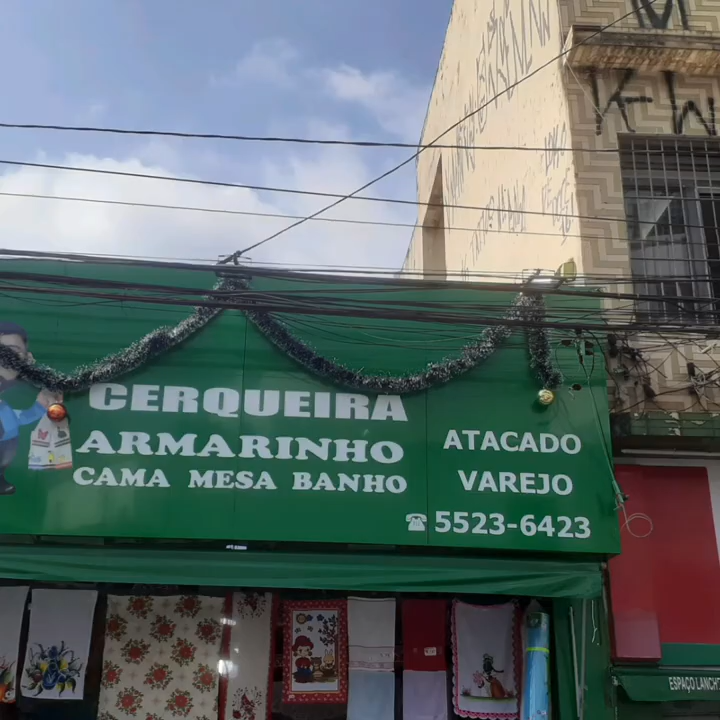 CERQUEIRA
ARMARINHO
CAMA MESA BANHO
ATACADO
VAREJO
☎ 5523-6423
ESPAÇO LANCH